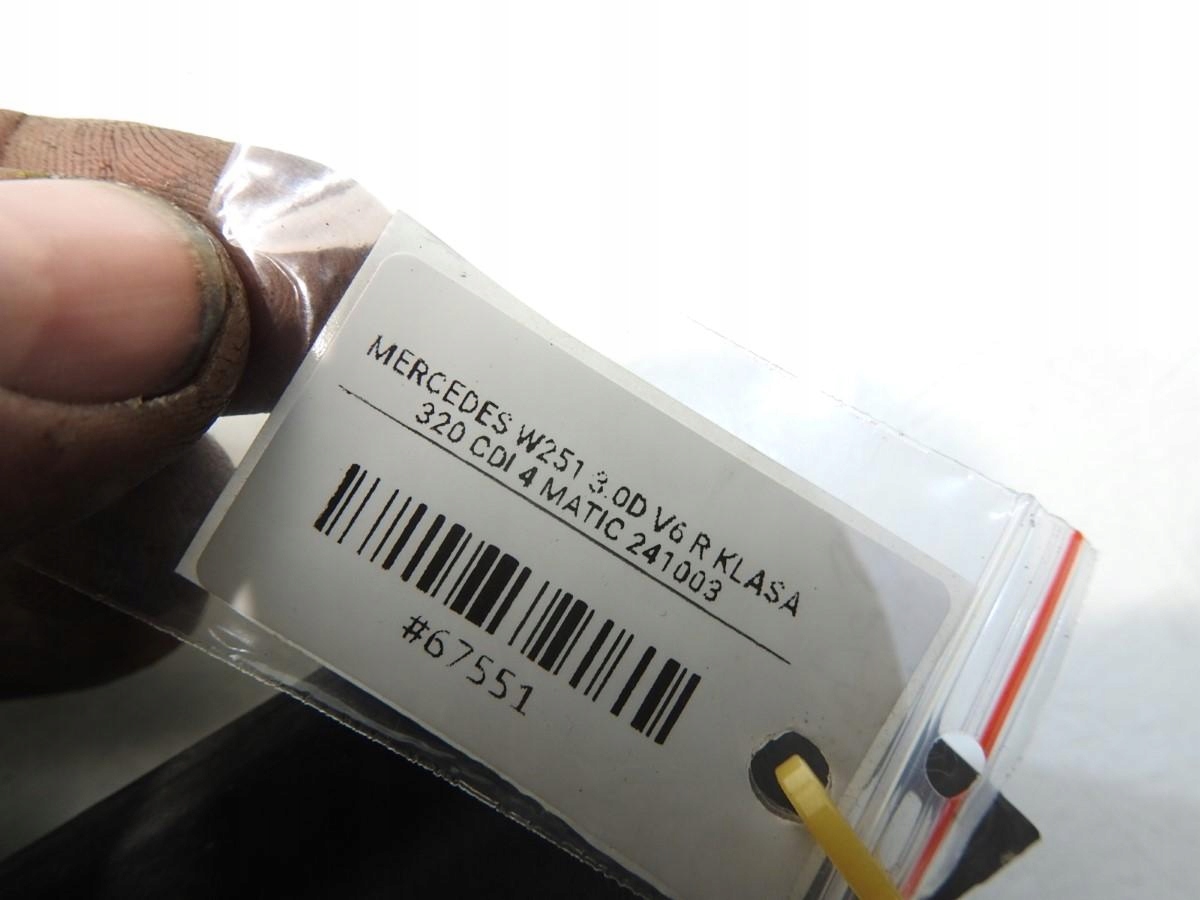 MERCEDES W251 3.0D V6 R KLASA
320 CDI 4 MATIC 241003
#67551